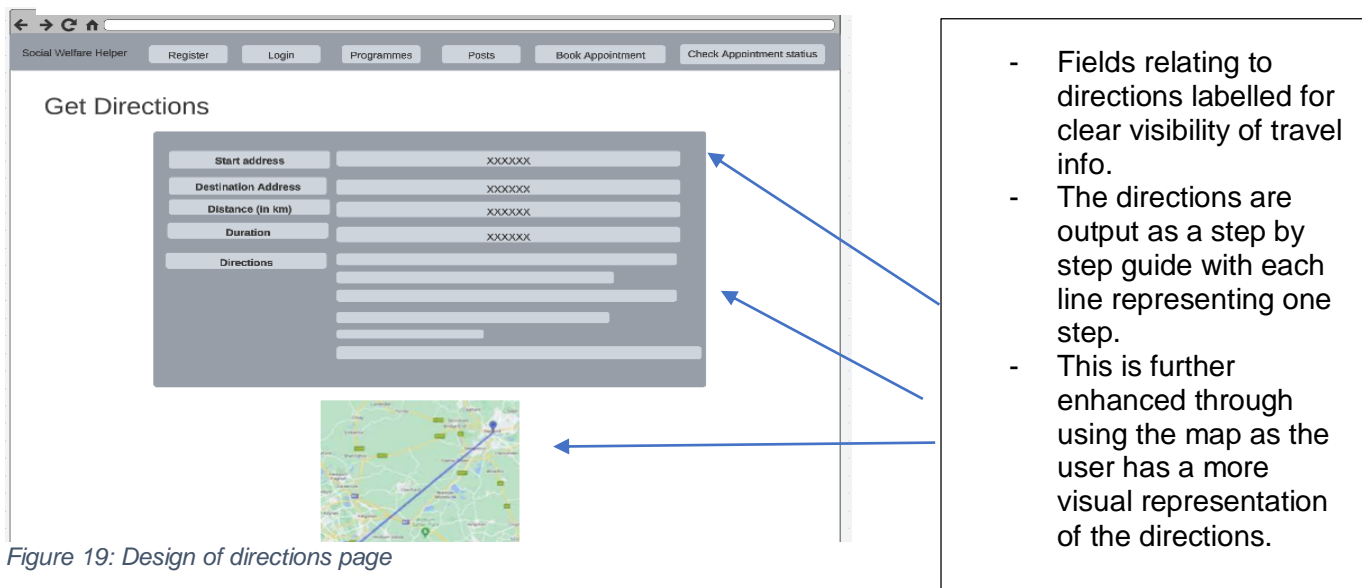 Social Welfare Helper Register Login Programmes Posts Book Appointment Check Appointment status
Get Directions
Start address XXXXXX
Destination Address XXXXXX
Distance (in km) XXXXXX
Duration XXXXXX
Directions
Figure 19: Design of directions page
- Fields relating to
directions labelled for
clear visibility of travel
info.
- The directions are
output as a step by
step guide with each
line representing one
step.
- This is further
enhanced through
using the map as the
user has a more
visual representation
of the directions.